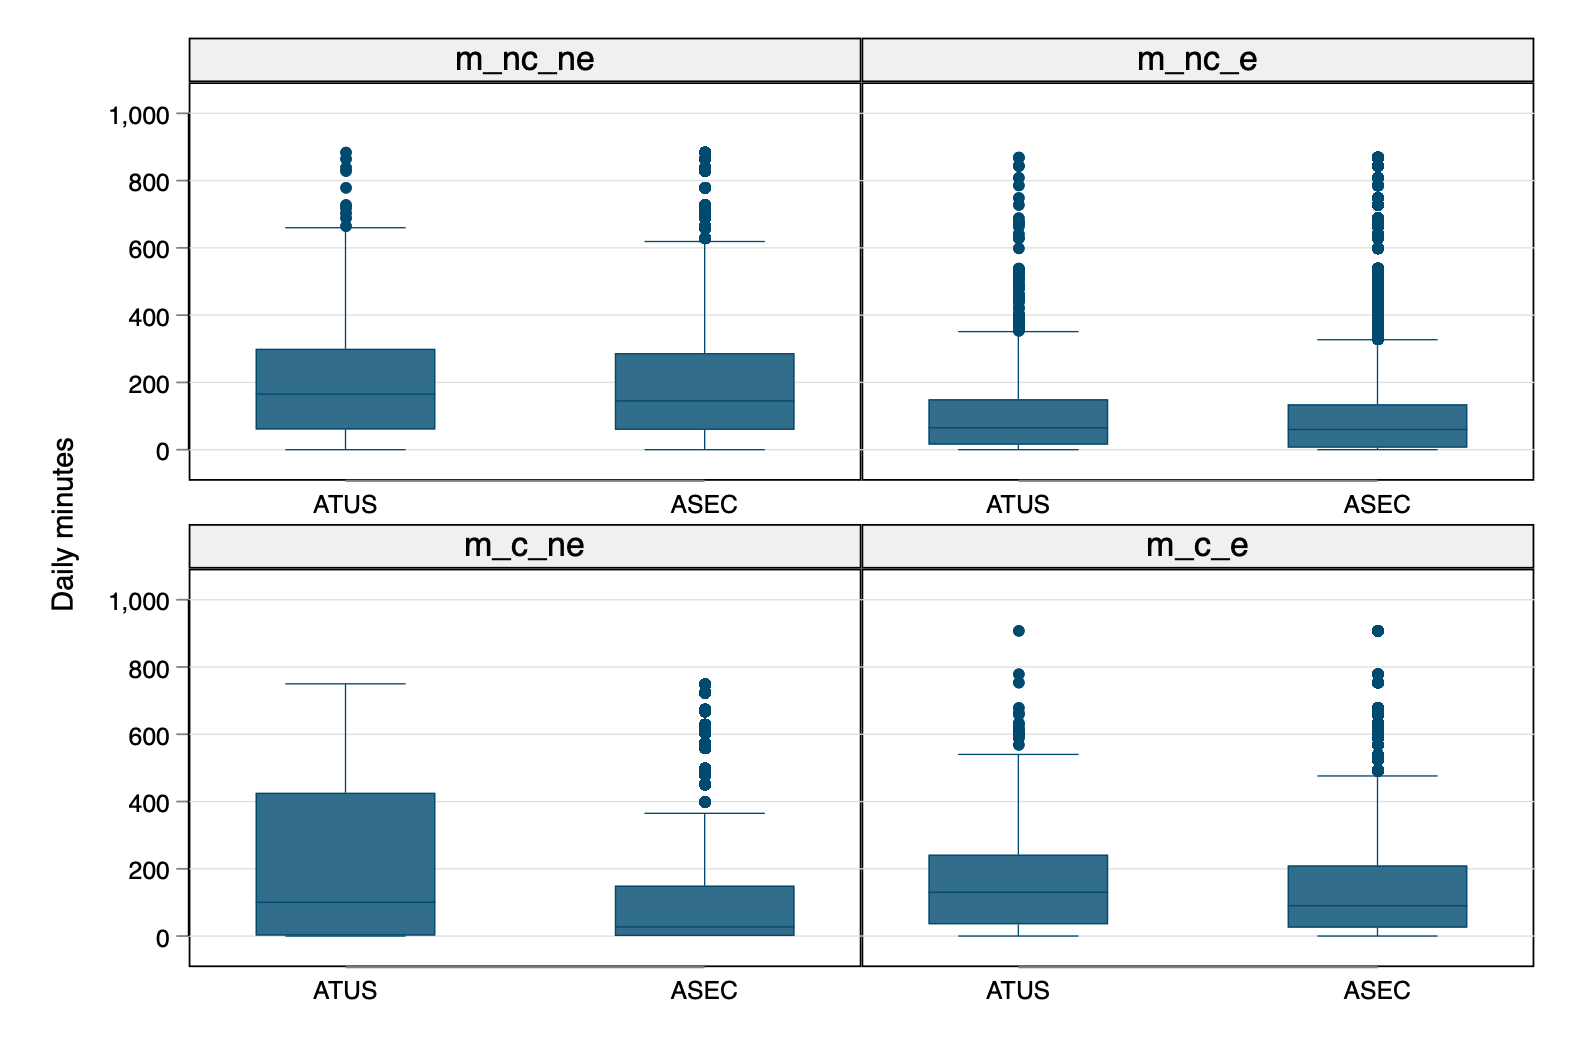 m_nc_ne
m_nc_e
1,000
800
600
400
200
0
ATUS
ASEC
ATUS
ASEC
Daily minutes
m_c_ne
m_c_e
1,000
800
600
400
200
0
ATUS
ASEC
ATUS
ASEC